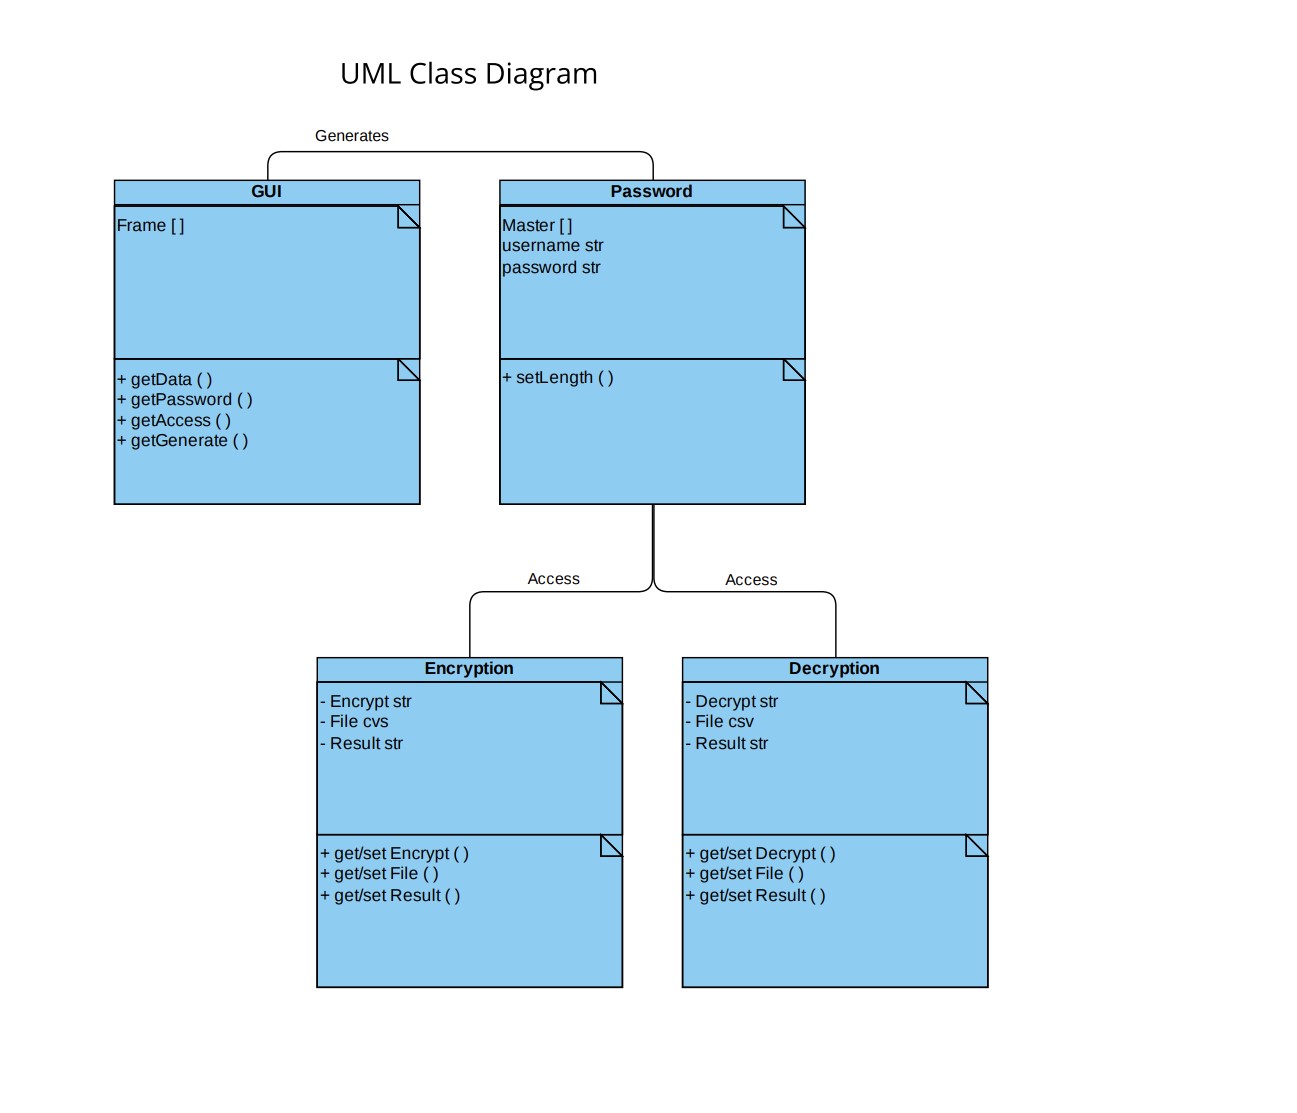 UML Class Diagram
Generates
GUI
Frame [ ]
+ getData ( )
+ getPassword ( )
+ getAccess ( )
+ getGenerate ( )
Password
Master [ ]
username str
password str
+ setLength ( )
Access
Access
Encryption
- Encrypt str
- File cvs
- Result str
+ get/set Encrypt ( )
+ get/set File ( )
+ get/set Result ( )
Decryption
- Decrypt str
- File csv
- Result str
+ get/set Decrypt ( )
+ get/set File ( )
+ get/set Result ( )